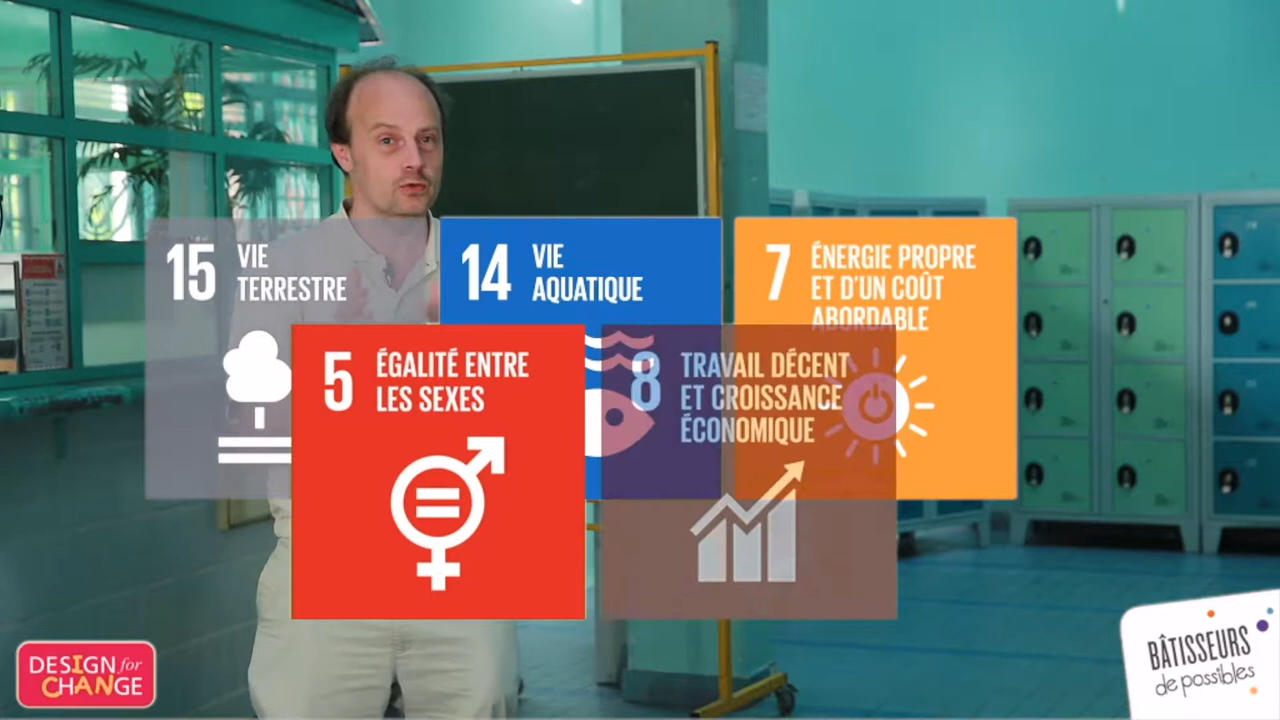 15 VIE
TERRESTRE
14 VIE
AQUATIQUE
7 ÉNERGIE PROPRE
ET D'UN COÛT
ABORDABLE
5 ÉGALITÉ ENTRE
LES SEXES
8 TRAVAIL DÉCENT
ET CROISSANCE
ÉCONOMIQUE
DESIGN for
CHANGE
BÂTISSEURS
de possibles